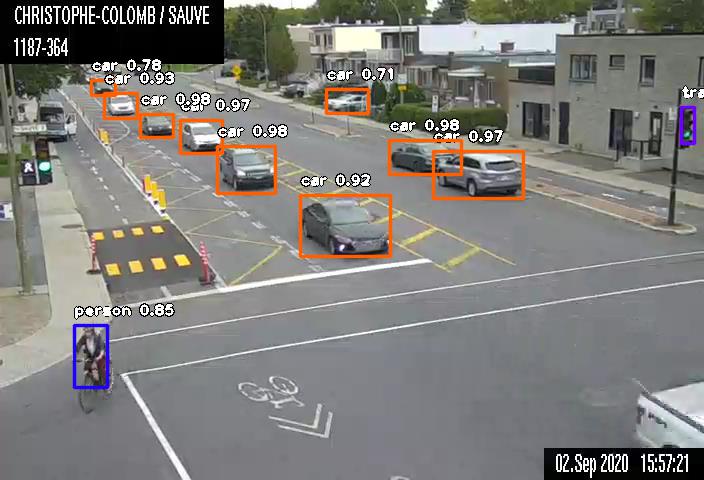 CHRISTOPHE-COLOMB / SAUVE
1187-364
car 0.78
car 0.93
car 0.98
car 0.97
car 0.98
car 0.71
car 0.98
car 0.97
car 0.92
tra
person 0.85
02.Sep 2020 15:57:21